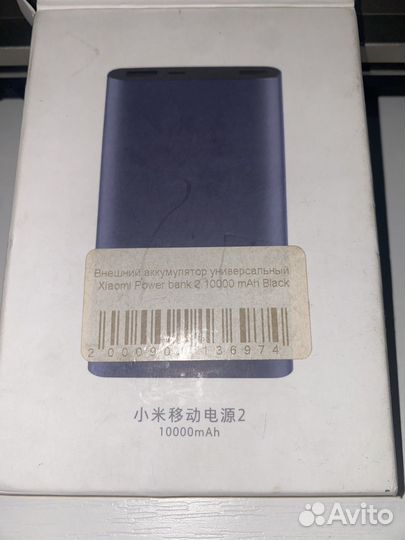 Внешний аккумулятор универсальный
Xiaomi Power bank 2 10000 mAh Black
2000900136974
小米移动电源2
10000mAh
Avito